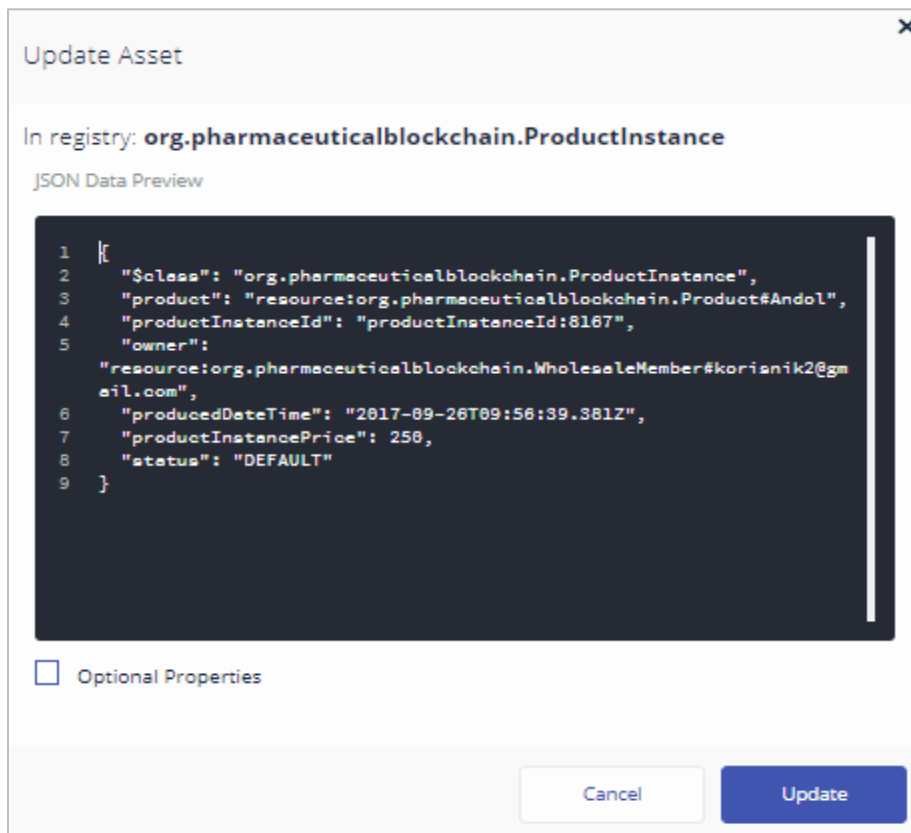 Update Asset
In registry: org.pharmaceuticalblockchain.ProductInstance
JSON Data Preview
1 {
2 "$class": "org.pharmaceuticalblockchain.ProductInstance",
3 "product": "resource:org.pharmaceuticalblockchain.Product#Andol",
4 "productInstanceId": "productInstanceId:8167",
5 "owner":
"resource:org.pharmaceuticalblockchain.WholesaleMember#korisnik2@gm
ail.com",
6 "producedDateTime": "2017-09-26T09:56:39.381Z",
7 "productInstancePrice": 250,
8 "status": "DEFAULT"
9 }
Optional Properties
Cancel Update